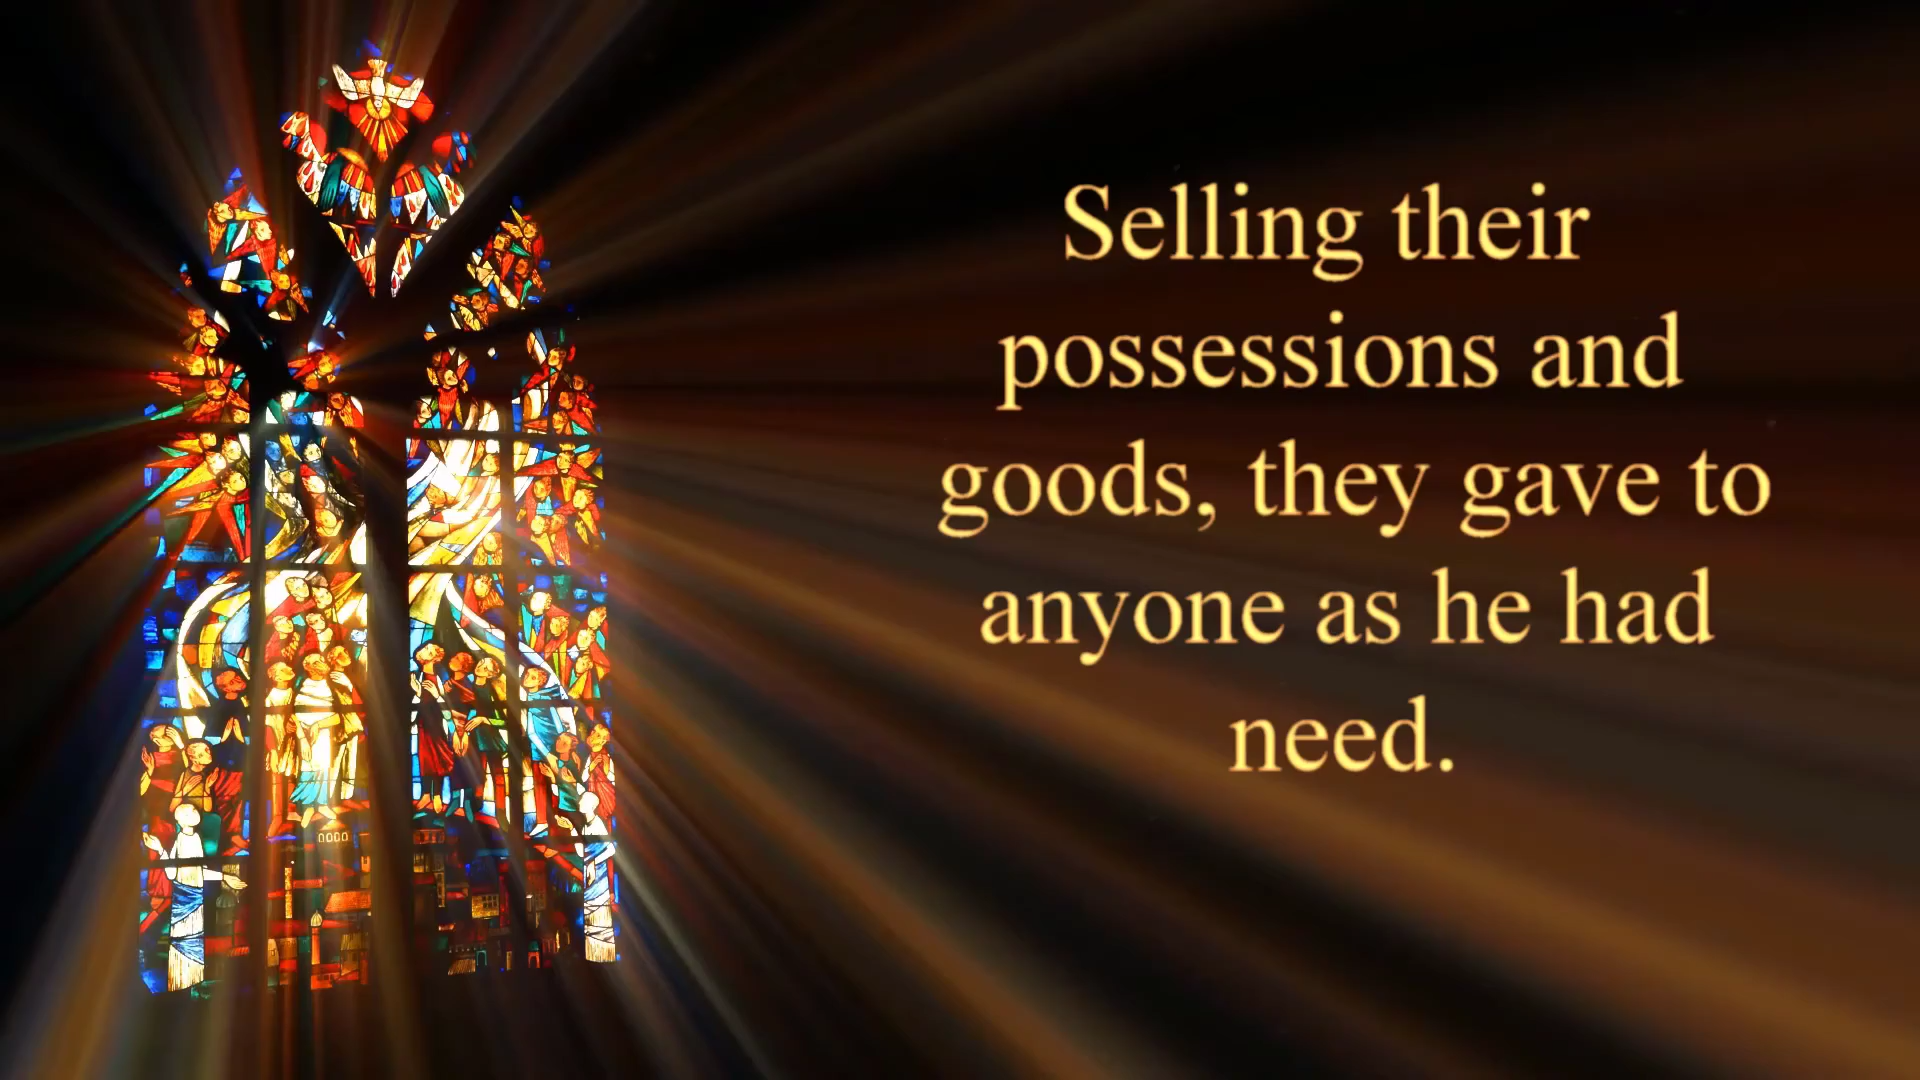 Selling their
possessions and
goods, they gave to
anyone as he had
need.